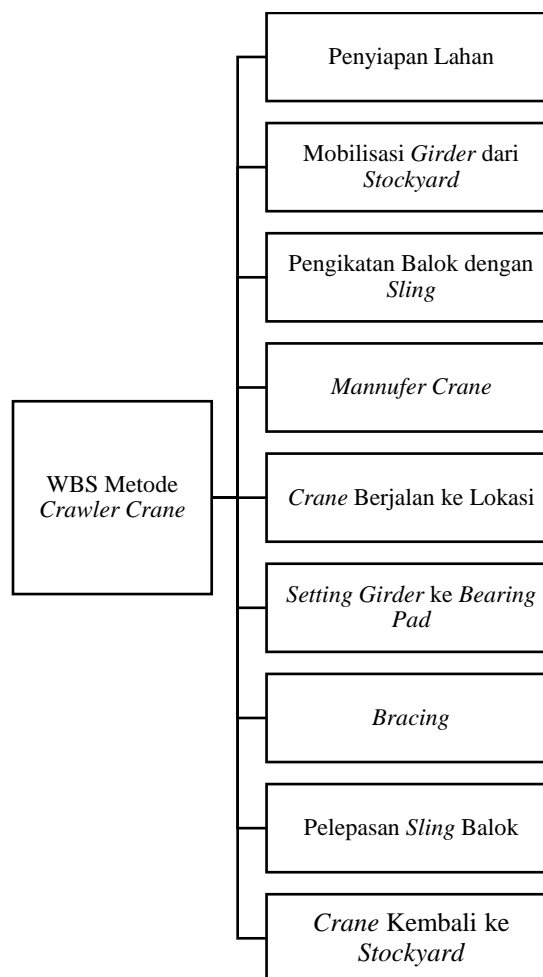 Penyiapan Lahan
Mobilisasi Girder dari
Stockyard
Pengikatan Balok dengan
Sling
Mannufer Crane
WBS Metode
Crawler Crane
Crane Berjalan ke Lokasi
Setting Girder ke Bearing
Pad
Bracing
Pelepasan Sling Balok
Crane Kembali ke
Stockyard